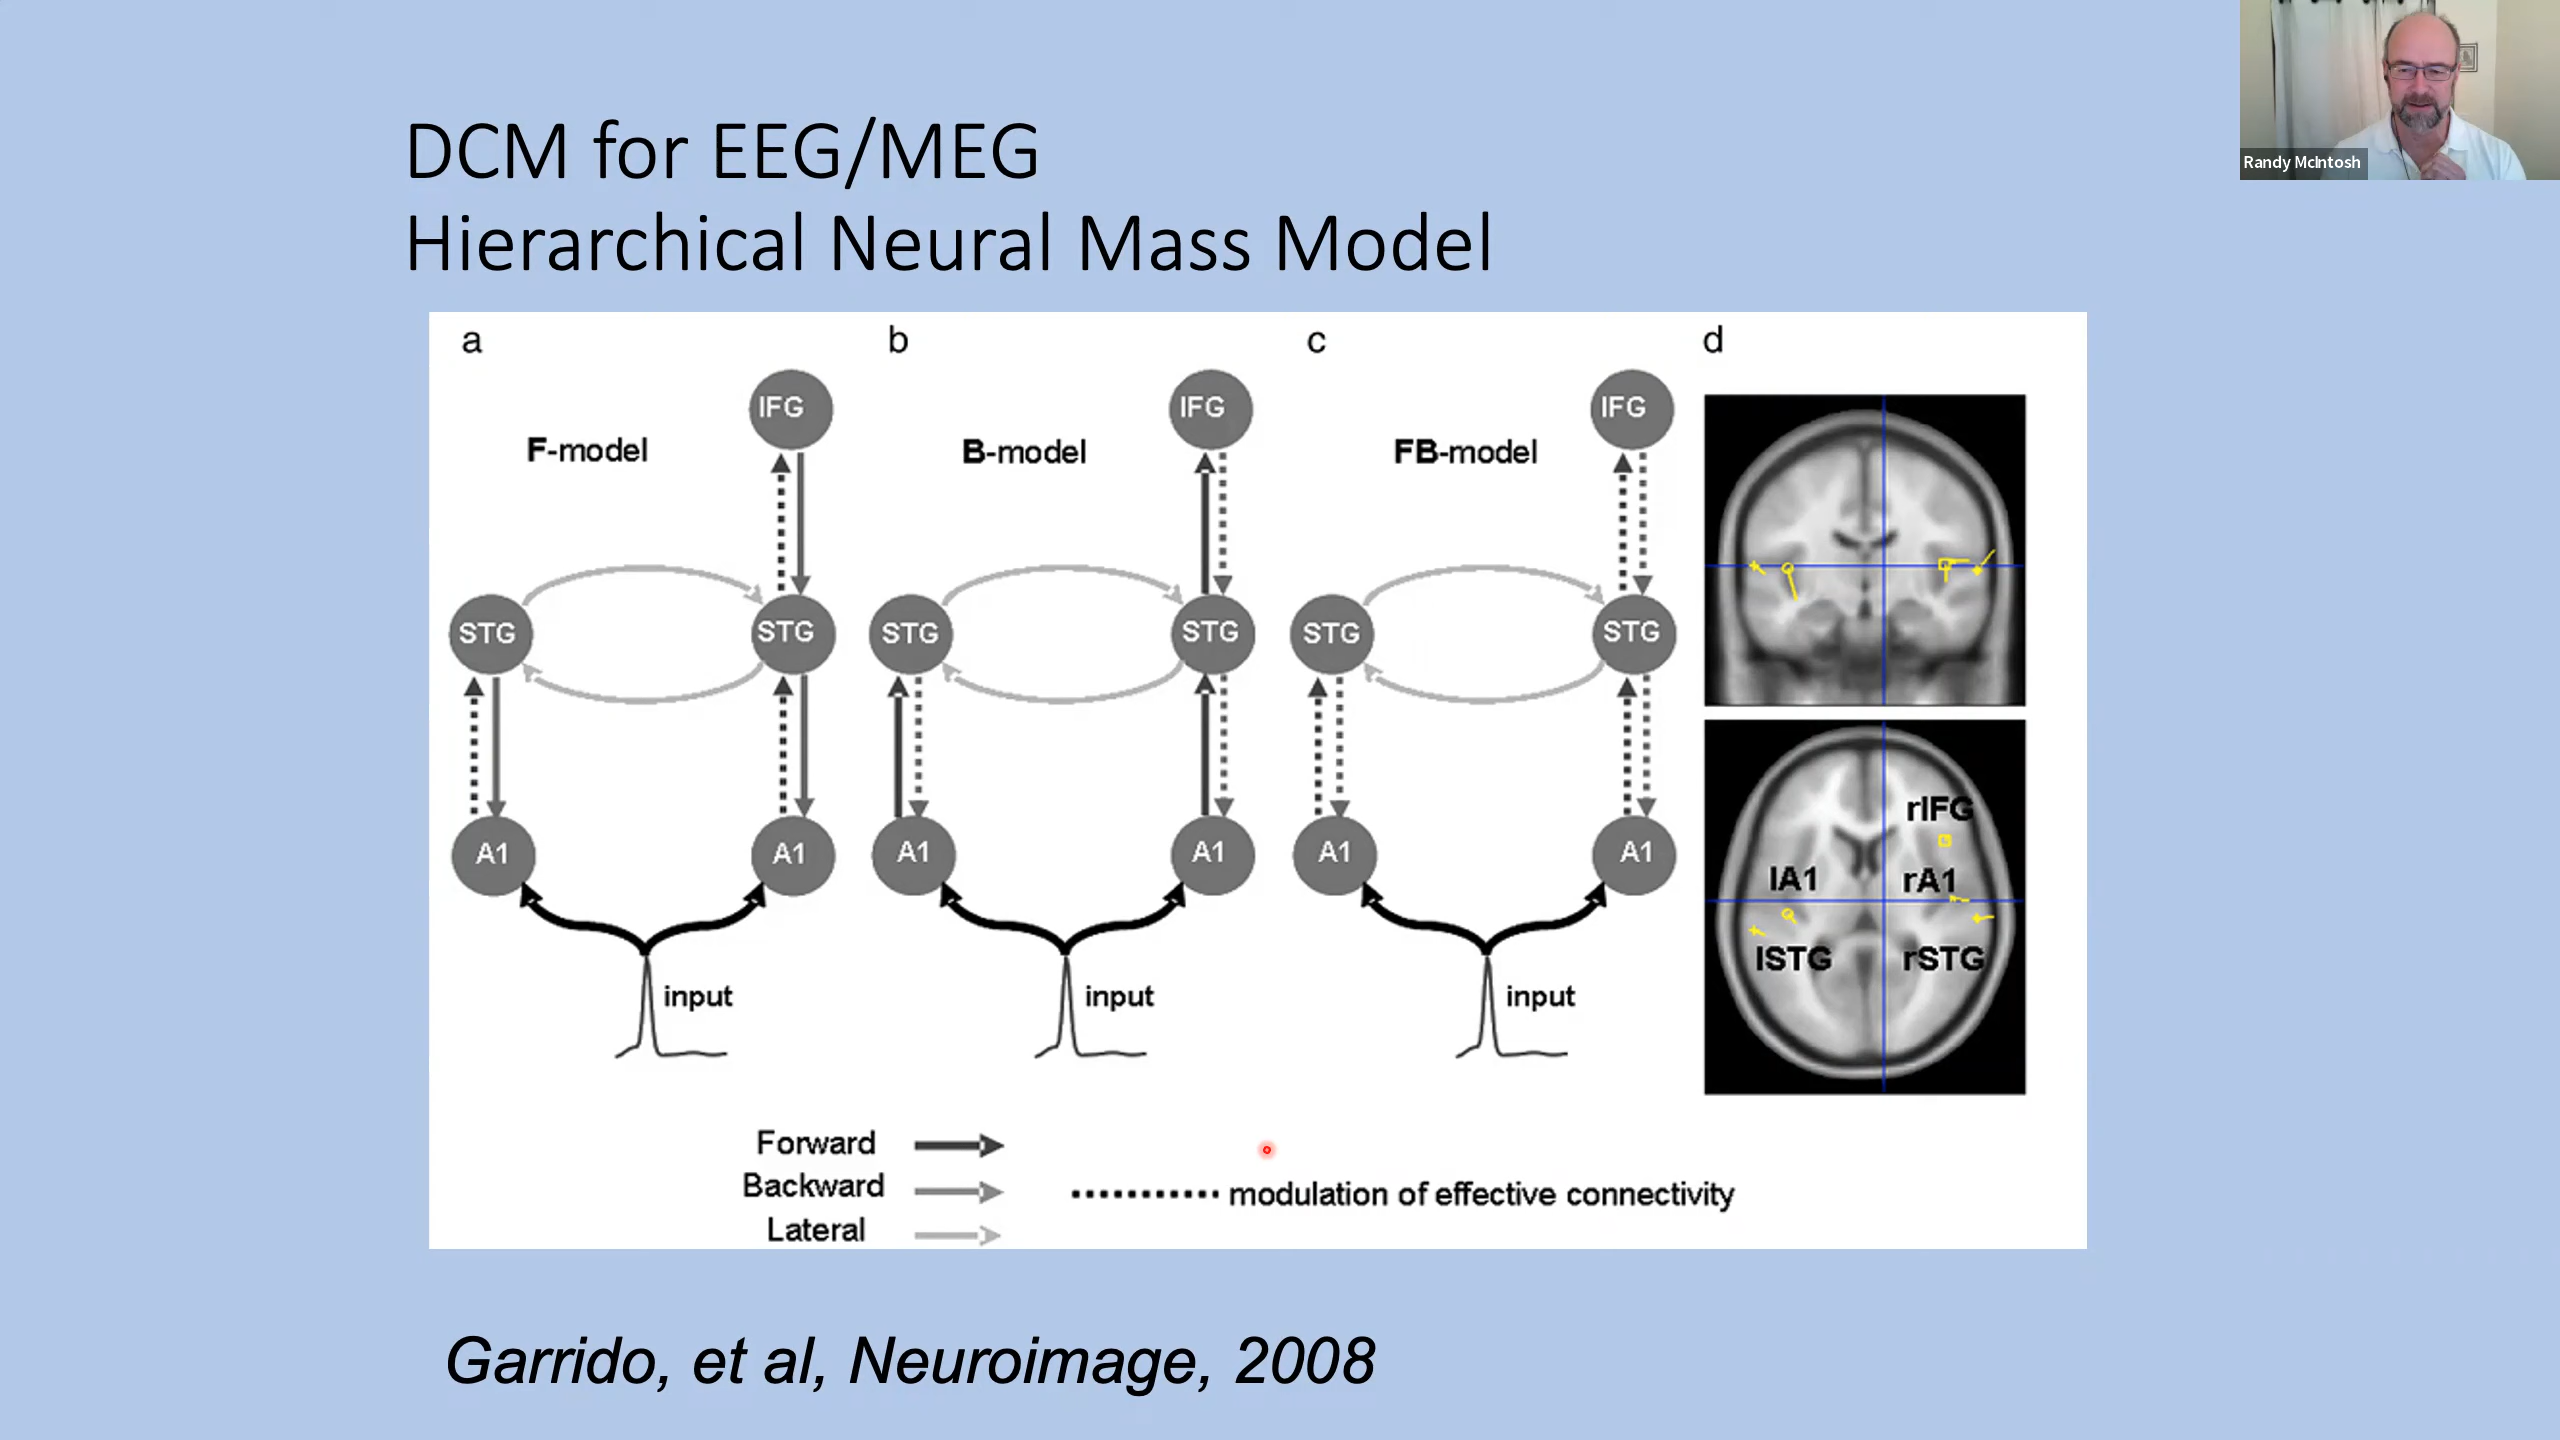 DCM for EEG/MEG
Hierarchical Neural Mass Model
Randy McIntosh
a
b
c
d
IFG
F-model
STG
STG
A1
A1
input
IFG
B-model
STG
STG
A1
A1
input
IFG
FB-model
STG
STG
A1
A1
input
rIFG
lA1
rA1
lSTG
rSTG
Forward
Backward
Lateral
modulation of effective connectivity
Garrido, et al, Neuroimage, 2008